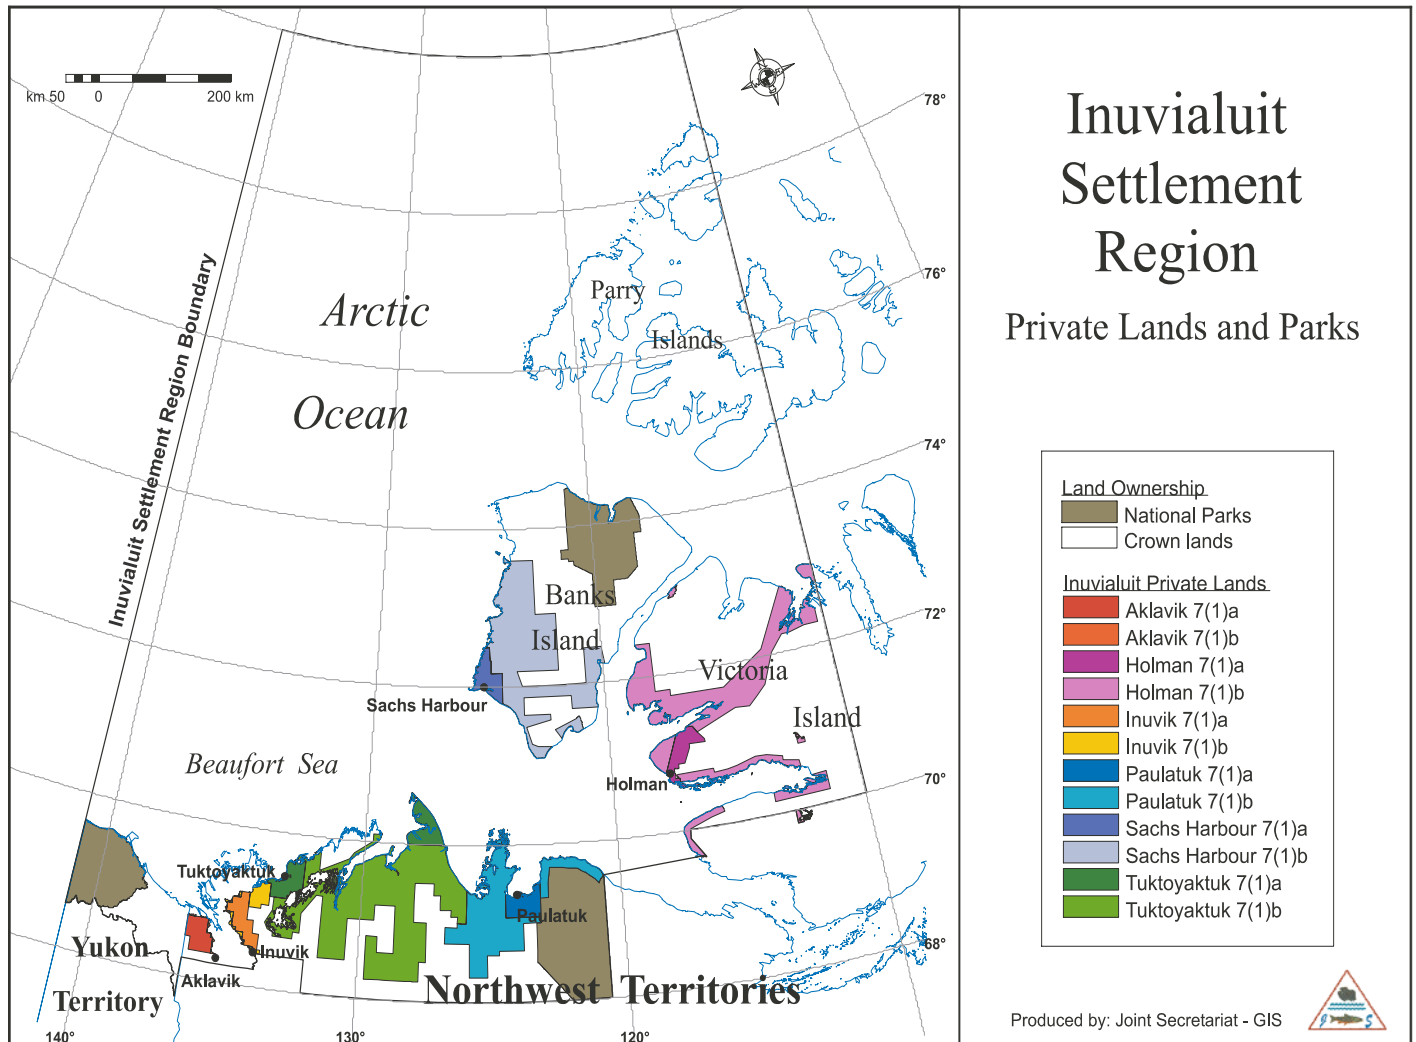 km 50 0 200 km
78°
76°
74°
72°
70°
68°
140°
130°
120°
Inuvialuit Settlement Region Boundary
Arctic
Ocean
Parry
Islands
Banks
Island
Victoria
Island
Sachs Harbour
Holman
Beaufort Sea
Tuktoyaktuk
Paulatuk
Inuvik
Aklavik
Yukon
Territory
Northwest Territories
Inuvialuit
Settlement
Region
Private Lands and Parks
Land Ownership
National Parks
Crown lands
Inuvialuit Private Lands
Aklavik 7(1)a
Aklavik 7(1)b
Holman 7(1)a
Holman 7(1)b
Inuvik 7(1)a
Inuvik 7(1)b
Paulatuk 7(1)a
Paulatuk 7(1)b
Sachs Harbour 7(1)a
Sachs Harbour 7(1)b
Tuktoyaktuk 7(1)a
Tuktoyaktuk 7(1)b
Produced by: Joint Secretariat - GIS
J S